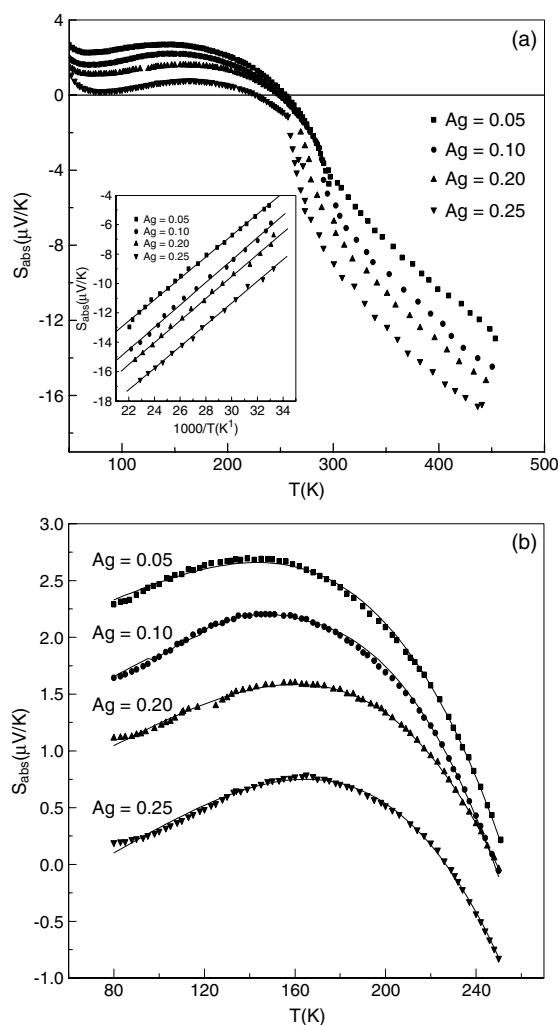 (a)
4
0
-4
-8
-12
-16
S_abs(μV/K)
Ag = 0.05
Ag = 0.10
Ag = 0.20
Ag = 0.25
-4
-6
-8
-10
-12
-14
-16
-18
S_abs(μV/K)
Ag = 0.05
Ag = 0.10
Ag = 0.20
Ag = 0.25
22 24 26 28 30 32 34
1000/T(K¹)
100 200 300 400 500
T(K)
(b)
3.0
2.5
2.0
1.5
1.0
0.5
0.0
-0.5
-1.0
S_abs(μV/K)
Ag = 0.05
Ag = 0.10
Ag = 0.20
Ag = 0.25
80 120 160 200 240
T(K)